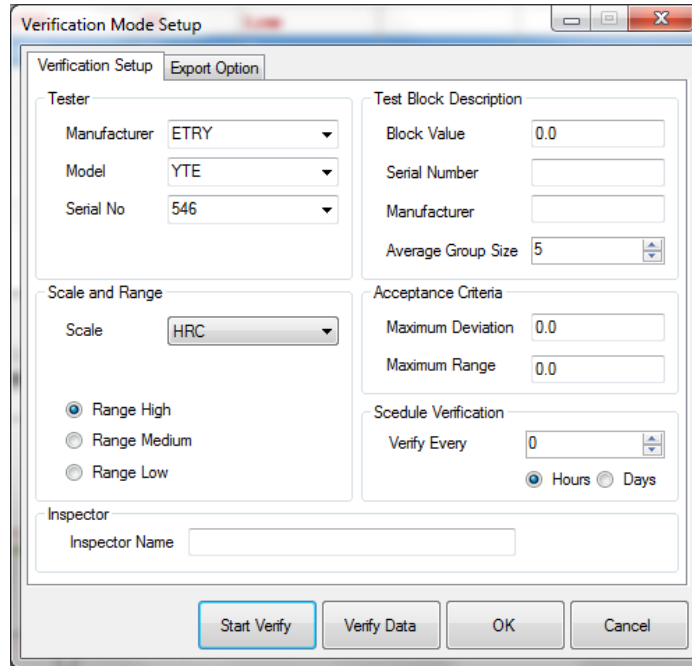 Verification Mode Setup
Verification Setup
Export Option
Tester
Manufacturer ETRY
Model YTE
Serial No 546
Test Block Description
Block Value 0.0
Serial Number
Manufacturer
Average Group Size 5
Scale and Range
Scale HRC
Range High
Range Medium
Range Low
Acceptance Criteria
Maximum Deviation 0.0
Maximum Range 0.0
Scedule Verification
Verify Every 0
Hours Days
Inspector
Inspector Name
Start Verify Verify Data OK Cancel